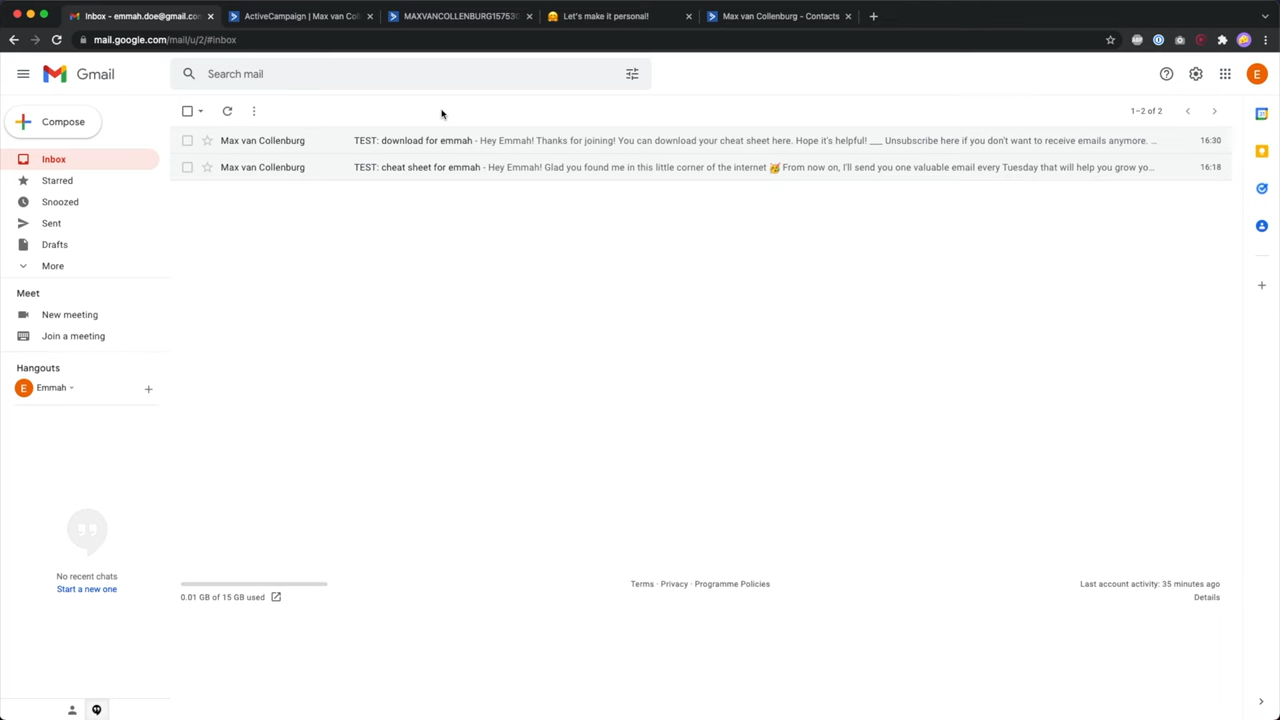 Inbox - emmah.doe@gmail.com
ActiveCampaign | Max van Col
MAXVANCOLLENBURG157530
🤗 Let's make it personal!
Max van Collenburg - Contacts
mail.google.com/mail/u/2/#inbox
Gmail
Search mail
E
Compose
1–2 of 2
Max van Collenburg TEST: download for emmah - Hey Emmah! Thanks for joining! You can download your cheat sheet here. Hope it's helpful! ___ Unsubscribe here if you don't want to receive emails anymore. … 16:30
Max van Collenburg TEST: cheat sheet for emmah - Hey Emmah! Glad you found me in this little corner of the internet 🥳 From now on, I'll send you one valuable email every Tuesday that will help you grow yo… 16:18
Inbox
Starred
Snoozed
Sent
Drafts
More
Meet
New meeting
Join a meeting
Hangouts
E Emmah
No recent chats
Start a new one
0.01 GB of 15 GB used
Terms · Privacy · Programme Policies
Last account activity: 35 minutes ago
Details